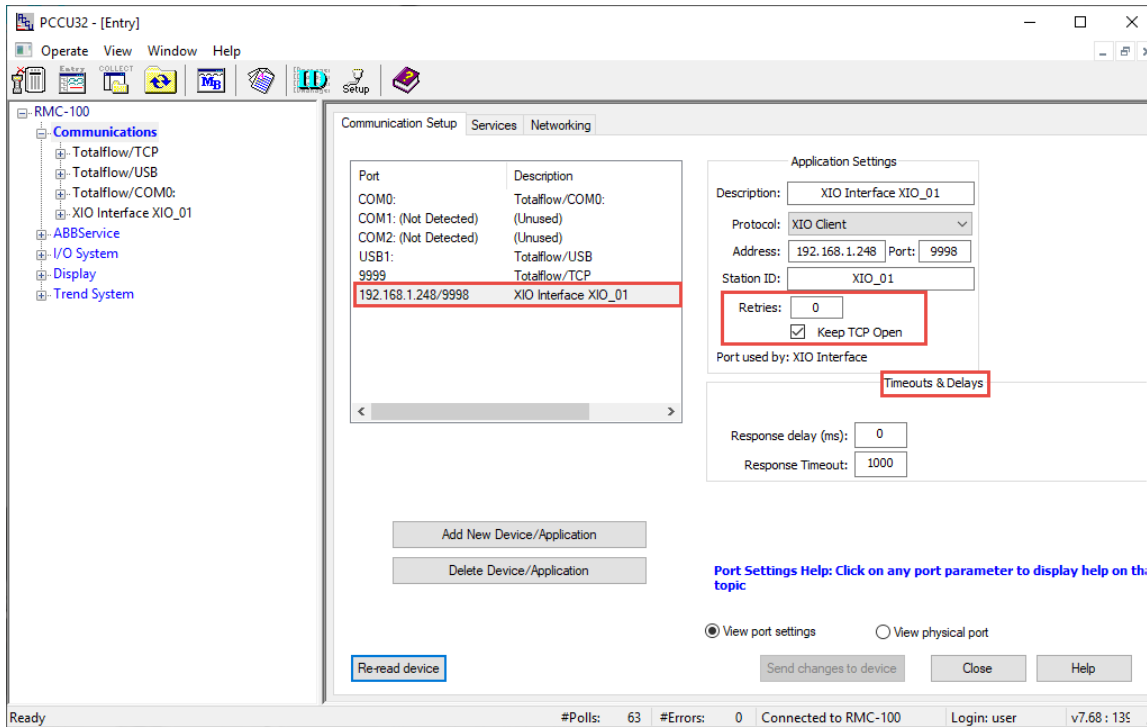 PCCU32 - [Entry]
Operate View Window Help
Entry
COLLECT
MB
ID
Setup
RMC-100
Communications
Totalflow/TCP
Totalflow/USB
Totalflow/COM0:
XIO Interface XIO_01
ABBService
I/O System
Display
Trend System
Communication Setup Services Networking
Port Description
COM0: Totalflow/COM0:
COM1: (Not Detected) (Unused)
COM2: (Not Detected) (Unused)
USB1: Totalflow/USB
9999 Totalflow/TCP
192.168.1.248/9998 XIO Interface XIO_01
Add New Device/Application
Delete Device/Application
Re-read device
Application Settings
Description: XIO Interface XIO_01
Protocol: XIO Client
Address: 192.168.1.248 Port: 9998
Station ID: XIO_01
Retries: 0
Keep TCP Open
Port used by: XIO Interface
Timeouts & Delays
Response delay (ms): 0
Response Timeout: 1000
Port Settings Help: Click on any port parameter to display help on tha
topic
View port settings View physical port
Send changes to device Close Help
Ready #Polls: 63 #Errors: 0 Connected to RMC-100 Login: user v7.68 : 139